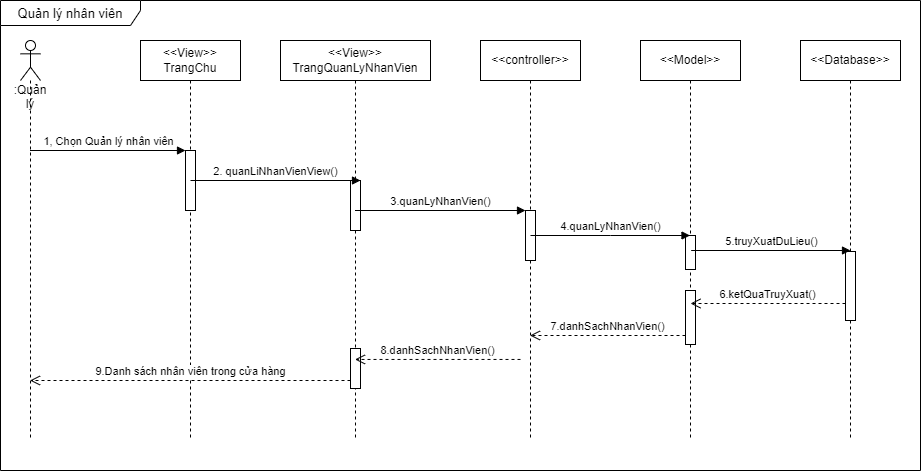 Quản lý nhân viên
:Quản
lý
<<View>>
TrangChu
<<View>>
TrangQuanLyNhanVien
<<controller>>
<<Model>>
<<Database>>
1, Chọn Quản lý nhân viên
2. quanLiNhanVienView()
3.quanLyNhanVien()
4.quanLyNhanVien()
5.truyXuatDuLieu()
6.ketQuaTruyXuat()
7.danhSachNhanVien()
8.danhSachNhanVien()
9.Danh sách nhân viên trong cửa hàng